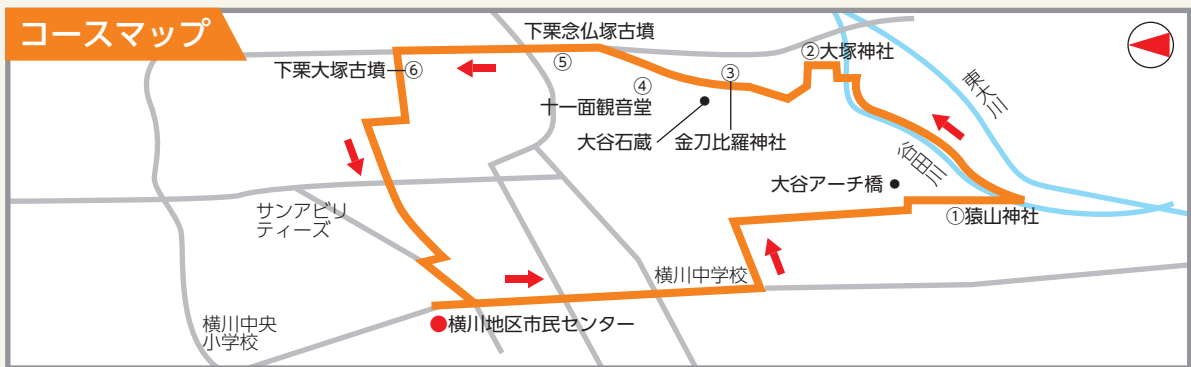 コースマップ
下栗念仏塚古墳
②大塚神社
下栗大塚古墳
⑥
⑤
③
④
十一面観音堂
大谷石蔵
金刀比羅神社
東大川
谷田川
大谷アーチ橋
①猿山神社
サンアビリ
ティーズ
横川中学校
横川中央
小学校
横川地区市民センター